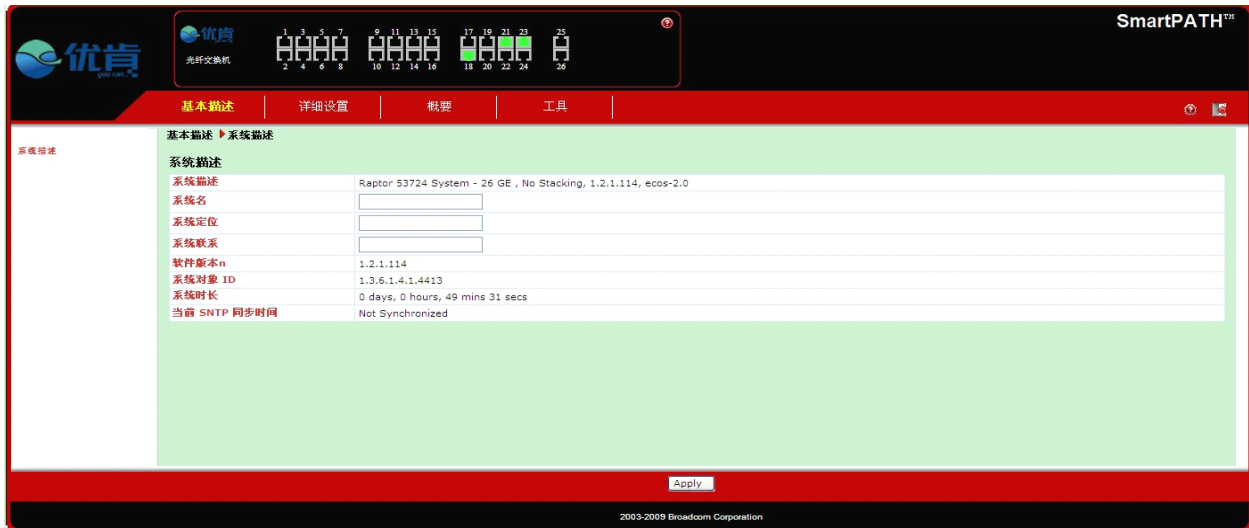 SmartPATH™
优肯
you can.
优肯
光纤交换机
1 3 5 7 9 11 13 15 17 19 21 23 25
2 4 6 8 10 12 14 16 18 20 22 24 26
基本描述 详细设置 概要 工具
系统描述
基本描述 系统描述
系统描述
系统描述 Raptor 53724 System - 26 GE , No Stacking, 1.2.1.114, ecos-2.0
系统名
系统定位
系统联系
软件版本n 1.2.1.114
系统对象 ID 1.3.6.1.4.1.4413
系统时长 0 days, 0 hours, 49 mins 31 secs
当前 SNTP 同步时间 Not Synchronized
Apply
2003-2009 Broadcom Corporation